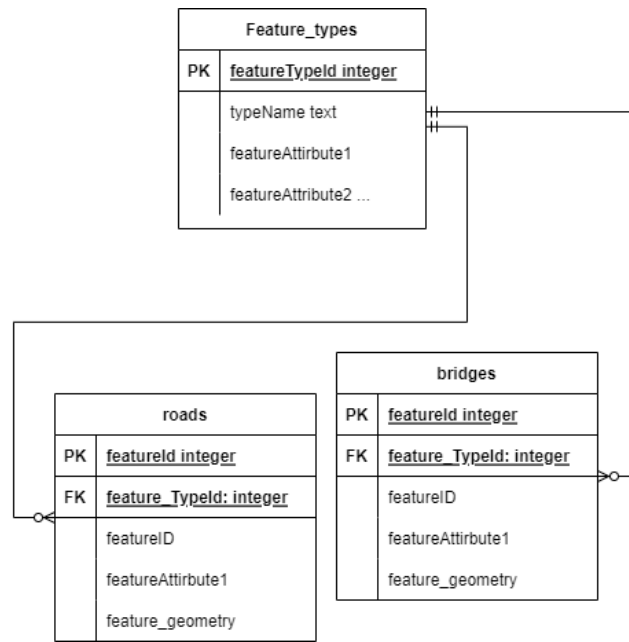 Feature_types
PK featureTypeId integer
typeName text
featureAttirbute1
featureAttribute2 ...
bridges
PK featureId integer
FK feature_TypeId: integer
featureID
featureAttirbute1
feature_geometry
roads
PK featureId integer
FK feature_TypeId: integer
featureID
featureAttirbute1
feature_geometry